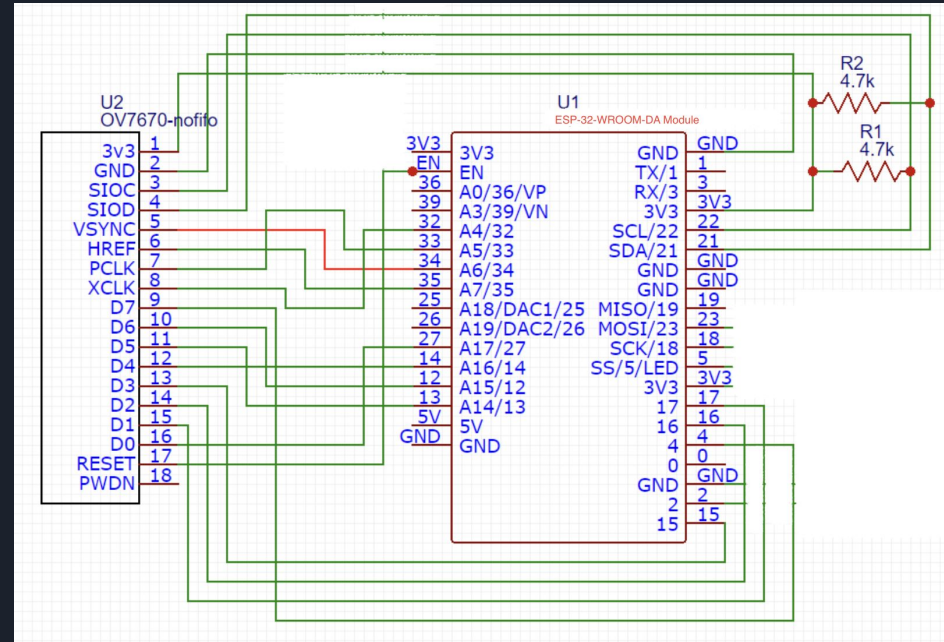 R2
4.7k
U2
OV7670-nofifo
U1
ESP-32-WROOM-DA Module
R1
4.7k
3v3 1
GND 2
SIOC 3
SIOD 4
VSYNC 5
HREF 6
PCLK 7
XCLK 8
D7 9
D6 10
D5 11
D4 12
D3 13
D2 14
D1 15
D0 16
RESET 17
PWDN 18
3V3 3V3
EN EN
36 A0/36/VP
39 A3/39/VN
32 A4/32
33 A5/33
34 A6/34
35 A7/35
25 A18/DAC1/25
26 A19/DAC2/26
27 A17/27
14 A16/14
12 A15/12
13 A14/13
5V 5V
GND GND
GND GND
TX/1 1
RX/3 3
3V3 3V3
SCL/22 22
SDA/21 21
GND GND
GND GND
MISO/19 19
MOSI/23 23
SCK/18 18
SS/5/LED 5
3V3 3V3
17 17
16 16
4 4
0 0
GND GND
2 2
15 15